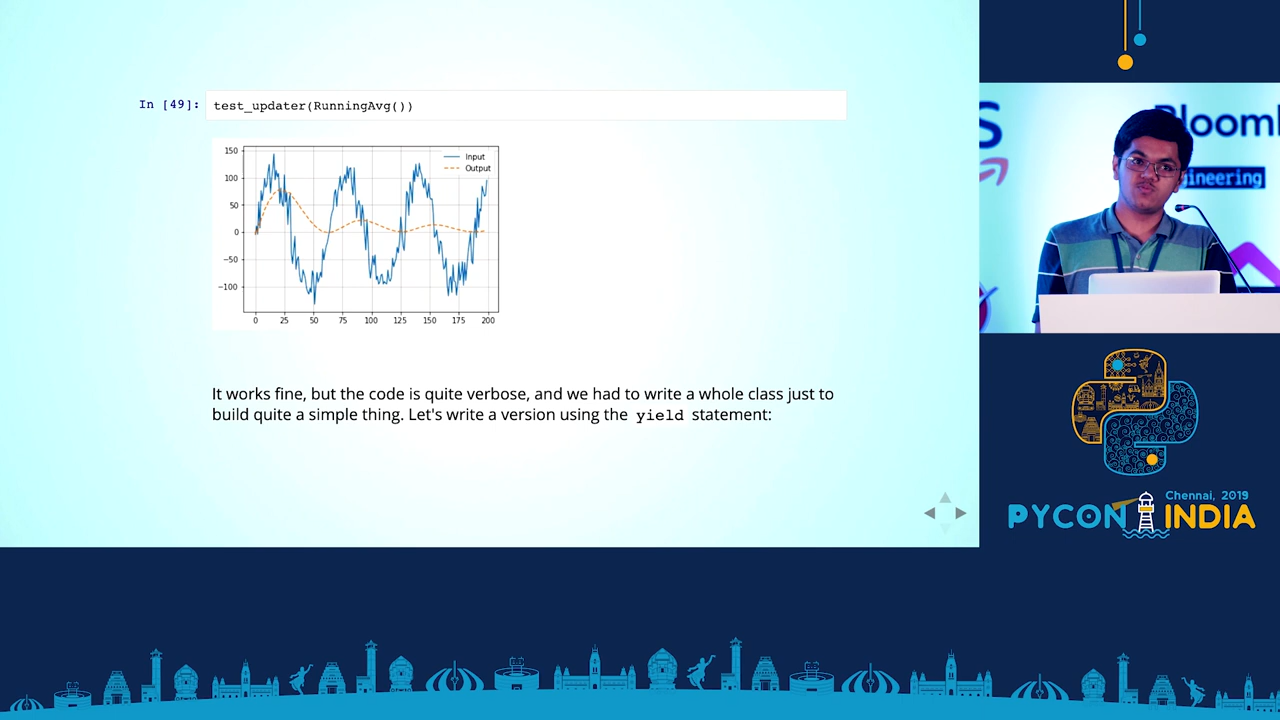 In [49]: test_updater(RunningAvg())
150
100
50
0
−50
−100
0 25 50 75 100 125 150 175 200
Input
Output
It works fine, but the code is quite verbose, and we had to write a whole class just to
build quite a simple thing. Let's write a version using the yield statement:
S
Bloom
gineering
Chennai, 2019
PYCON INDIA